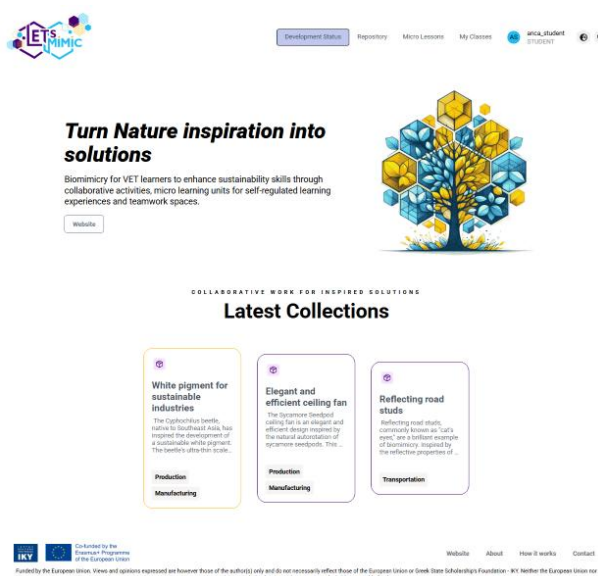 LET'S
MIMIC
Development Status
Repository
Micro Lessons
My Classes
AS
anca_student
STUDENT
Turn Nature inspiration into
solutions
Biomimicry for VET learners to enhance sustainability skills through
collaborative activities, micro learning units for self-regulated learning
experiences and teamwork spaces.
Website
COLLABORATIVE WORK FOR INSPIRED SOLUTIONS
Latest Collections
White pigment for
sustainable
industries
The Cyphochilus beetle,
native to Southeast Asia, has
inspired the development of
a sustainable white pigment.
The beetle's ultra-thin scale...
Production
Manufacturing
Elegant and
efficient ceiling fan
The Sycamore Seedpod
ceiling fan is an elegant and
efficient design inspired by
the natural autorotation of
sycamore seedpods. This ...
Production
Manufacturing
Reflecting road
studs
Reflecting road studs,
commonly known as "cat's
eyes," are a brilliant example
of biomimicry. Inspired by
the reflective properties of ...
Transportation
IKY
Co-funded by the
Erasmus+ Programme
of the European Union
Website
About
How it works
Contact
Funded by the European Union. Views and opinions expressed are however those of the author(s) only and do not necessarily reflect those of the European Union or Greek State Scholarship's Foundation - IKY. Neither the European Union nor